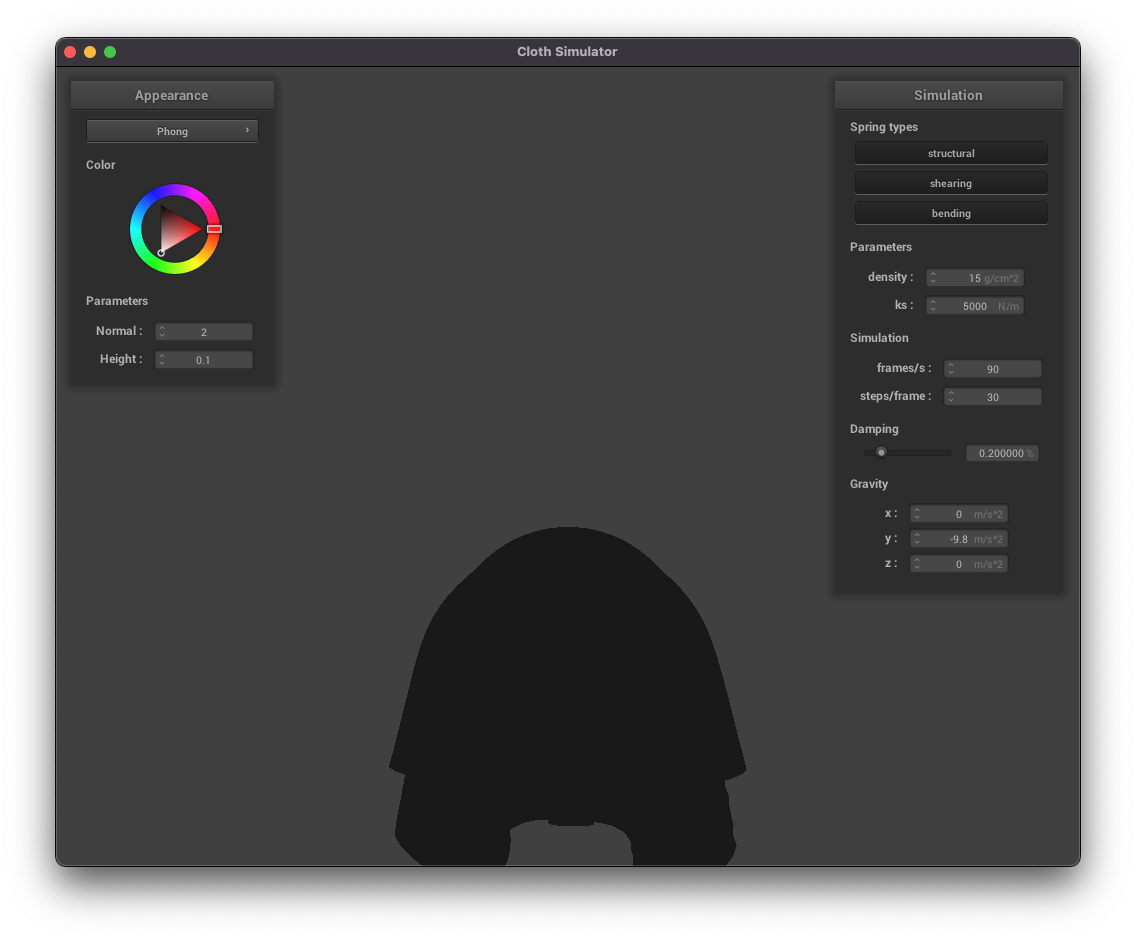 Cloth Simulator
Appearance
Phong
Color
Parameters
Normal : 2
Height : 0.1
Simulation
Spring types
structural
shearing
bending
Parameters
density : 15 g/cm^2
ks : 5000 N/m
Simulation
frames/s : 90
steps/frame : 30
Damping
0.200000 %
Gravity
x : 0 m/s^2
y : -9.8 m/s^2
z : 0 m/s^2